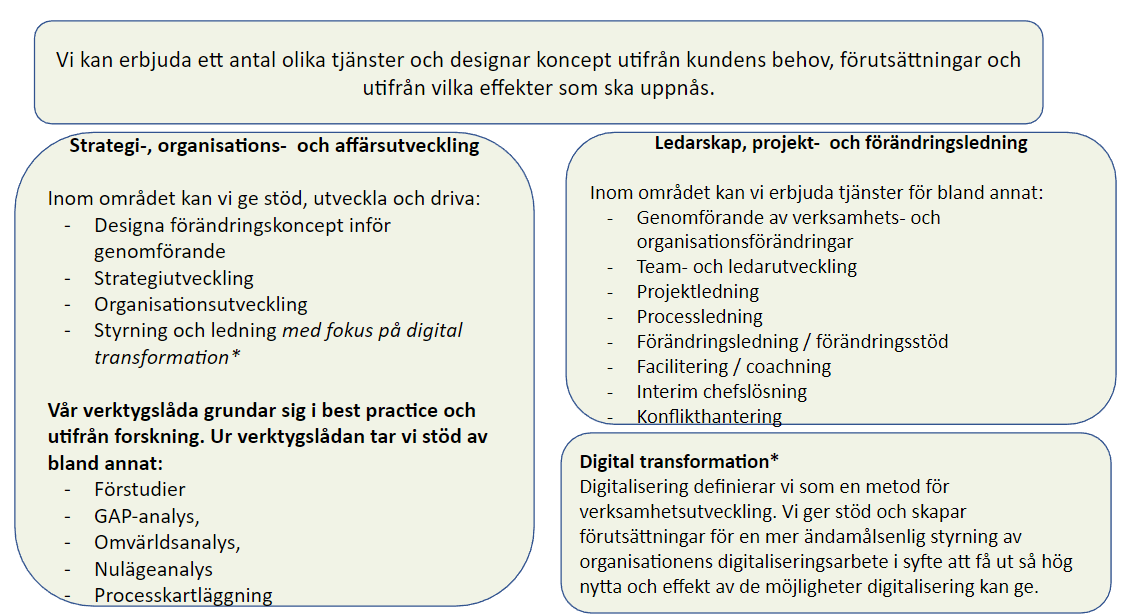 Vi kan erbjuda ett antal olika tjänster och designar koncept utifrån kundens behov, förutsättningar och
utifrån vilka effekter som ska uppnås.
Strategi-, organisations-  och affärsutveckling
Inom området kan vi ge stöd, utveckla och driva:
- Designa förändringskoncept inför
genomförande
- Strategiutveckling
- Organisationsutveckling
- Styrning och ledning med fokus på digital
transformation*
Vår verktygslåda grundar sig i best practice och
utifrån forskning. Ur verktygslådan tar vi stöd av
bland annat:
- Förstudier
- GAP-analys,
- Omvärldsanalys,
- Nulägeanalys
- Processkartläggning
Ledarskap, projekt-  och förändringsledning
Inom området kan vi erbjuda tjänster för bland annat:
- Genomförande av verksamhets- och
organisationsförändringar
- Team- och ledarutveckling
- Projektledning
- Processledning
- Förändringsledning / förändringsstöd
- Facilitering / coachning
- Interim chefslösning
- Konflikthantering
Digital transformation*
Digitalisering definierar vi som en metod för
verksamhetsutveckling. Vi ger stöd och skapar
förutsättningar för en mer ändamålsenlig styrning av
organisationens digitaliseringsarbete i syfte att få ut så hög
nytta och effekt av de möjligheter digitalisering kan ge.